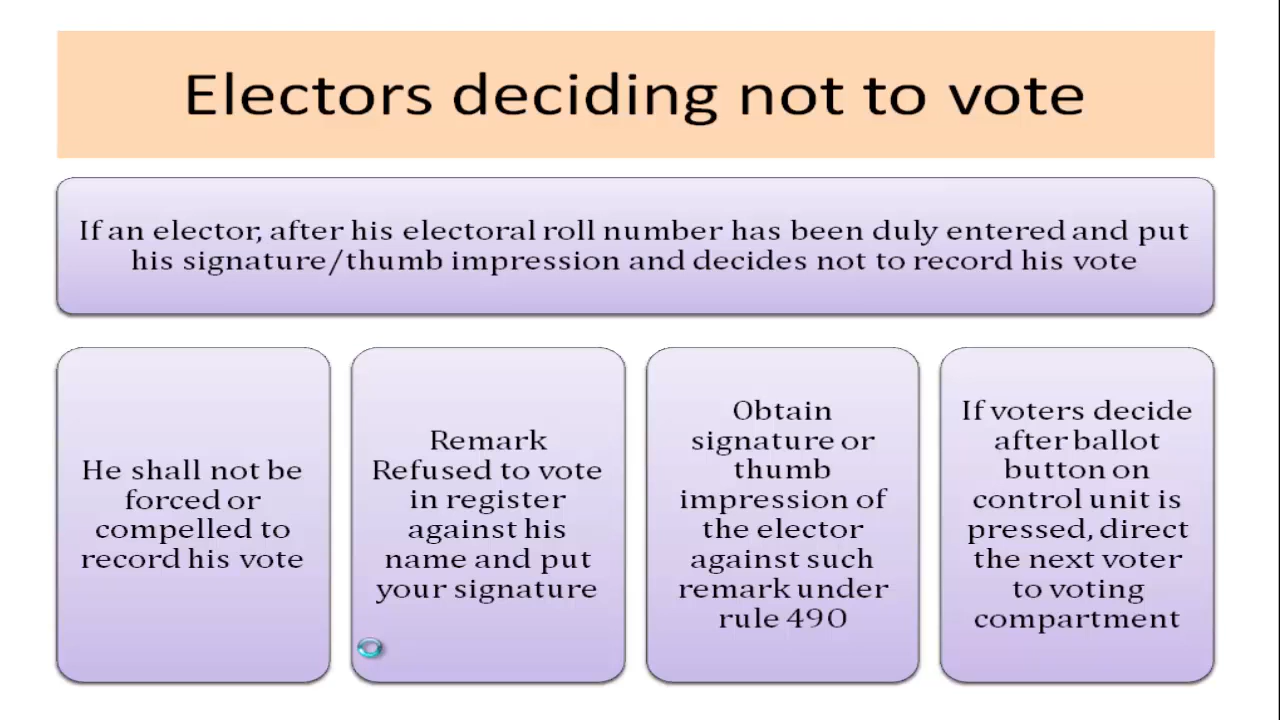 Electors deciding not to vote
If an elector, after his electoral roll number has been duly entered and put
his signature/thumb impression and decides not to record his vote
He shall not be
forced or
compelled to
record his vote
Remark
Refused to vote
in register
against his
name and put
your signature
Obtain
signature or
thumb
impression of
the elector
against such
remark under
rule 49O
If voters decide
after ballot
button on
control unit is
pressed, direct
the next voter
to voting
compartment